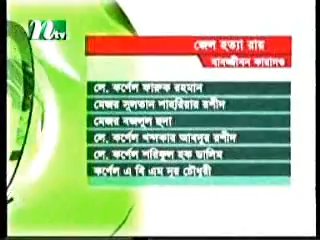 ntv
জেল হত্যা রায়
যাবজ্জীবন কারাদণ্ড
লে. কর্ণেল ফারুক রহমান
মেজর সুলতান শাহরিয়ার রশীদ
মেজর বজলুল হুদা
লে. কর্ণেল খন্দকার আবদুর রশীদ
লে. কর্ণেল শরিফুল হক ডালিম
কর্ণেল এ বি এম নূর চৌধুরী